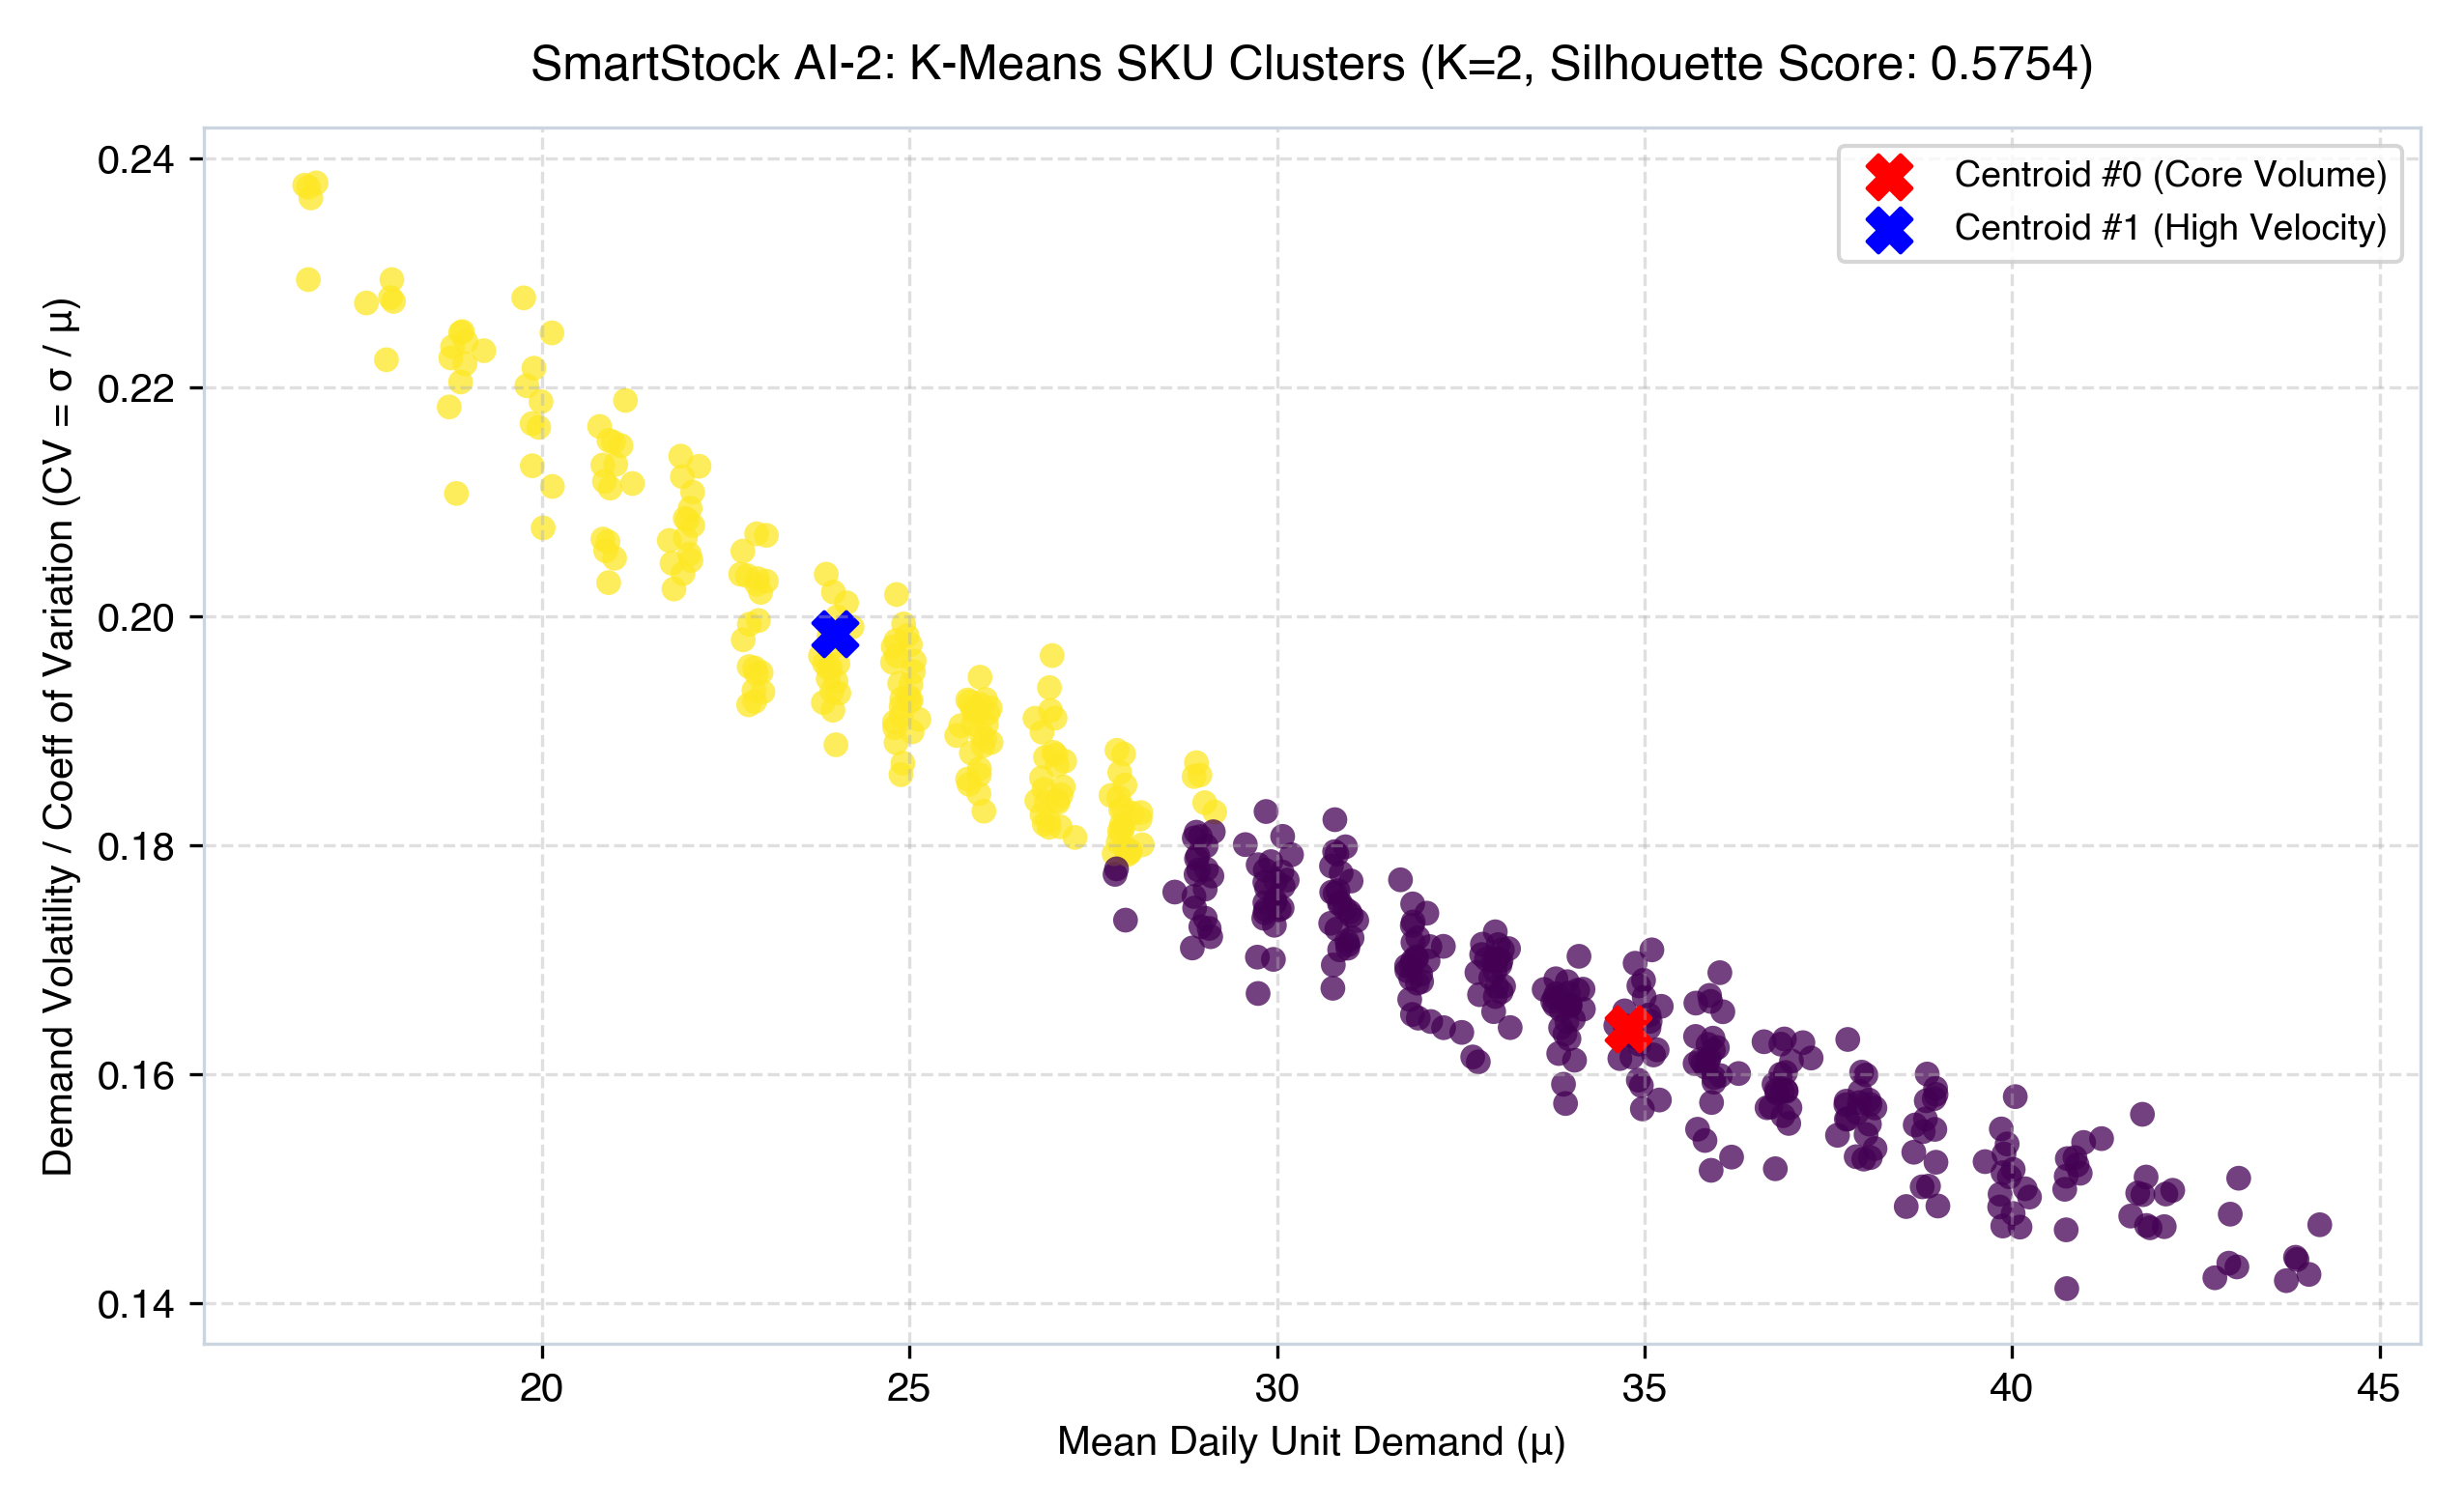 SmartStock AI-2: K-Means SKU Clusters (K=2, Silhouette Score: 0.5754)
Centroid #0 (Core Volume)
Centroid #1 (High Velocity)
Demand Volatility / Coeff of Variation (CV = σ / μ)
0.24
0.22
0.20
0.18
0.16
0.14
20 25 30 35 40 45
Mean Daily Unit Demand (μ)